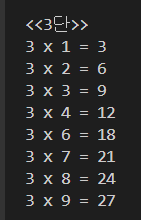 <<3단>>
3 x 1 = 3
3 x 2 = 6
3 x 3 = 9
3 x 4 = 12
3 x 6 = 18
3 x 7 = 21
3 x 8 = 24
3 x 9 = 27